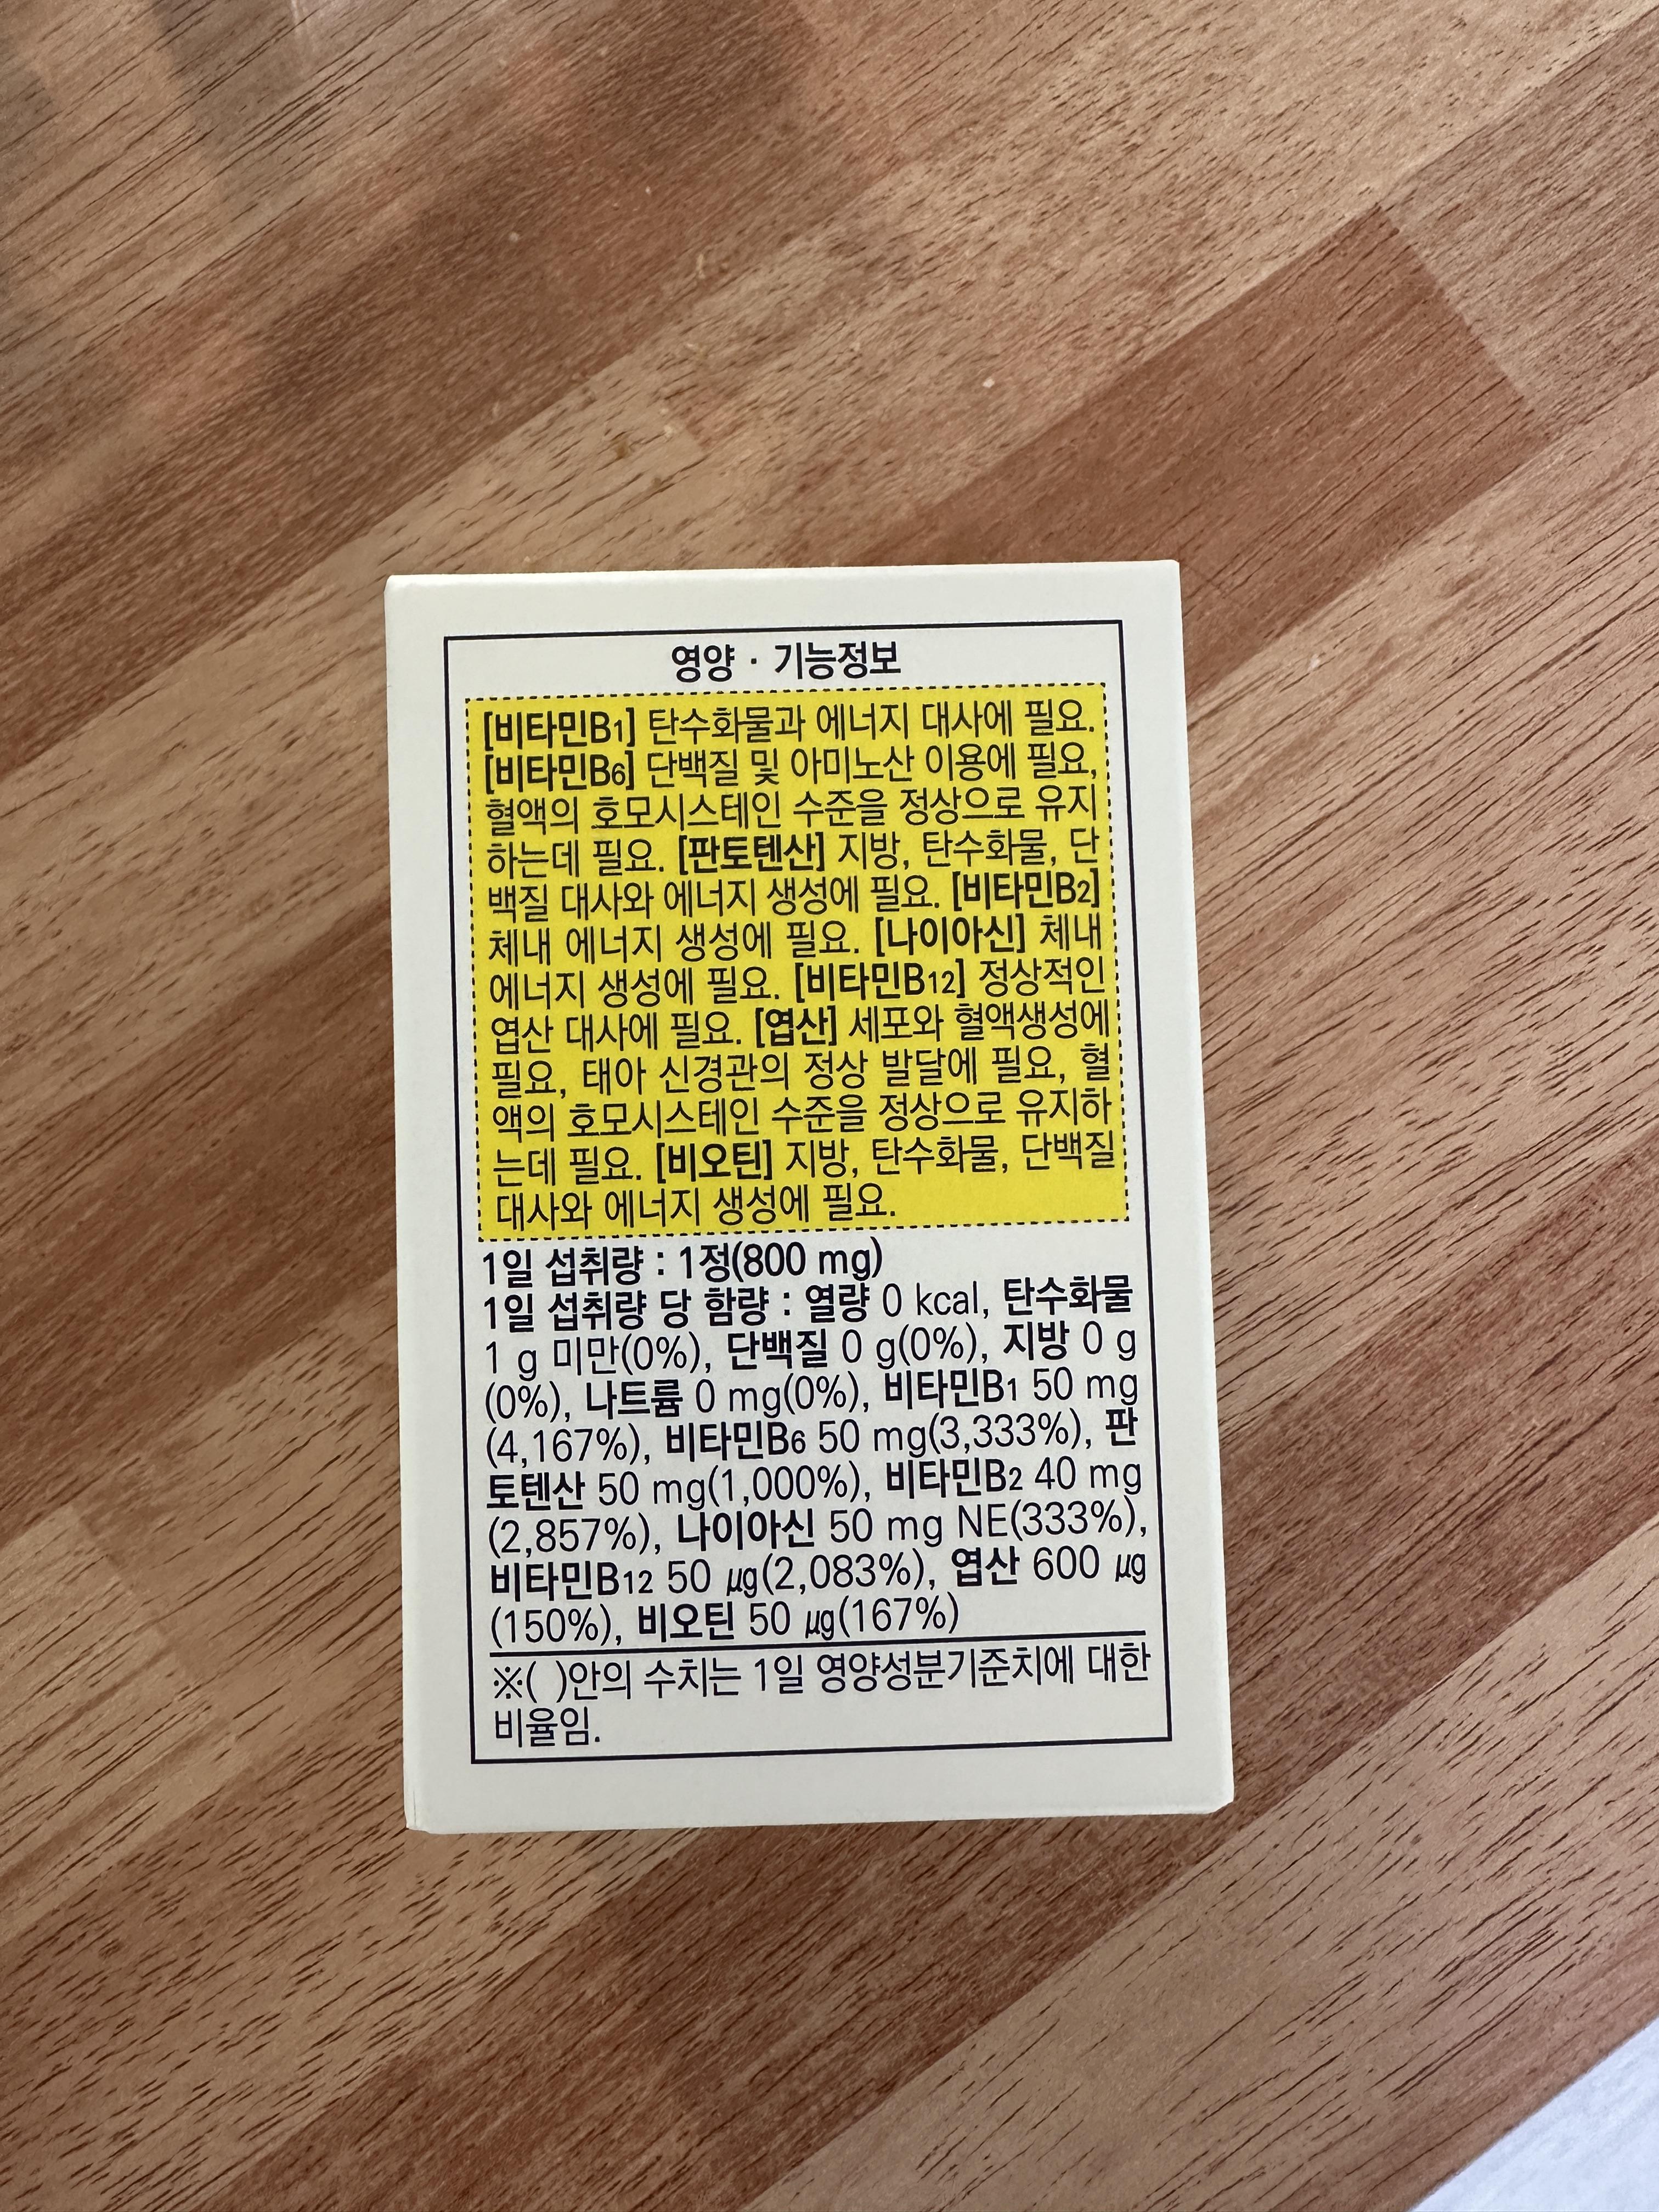 영양 · 기능정보
[비타민B1] 탄수화물과 에너지 대사에 필요.
[비타민B6] 단백질 및 아미노산 이용에 필요,
혈액의 호모시스테인 수준을 정상으로 유지
하는데 필요. [판토텐산] 지방, 탄수화물, 단
백질 대사와 에너지 생성에 필요. [비타민B2]
체내 에너지 생성에 필요. [나이아신] 체내
에너지 생성에 필요. [비타민B12] 정상적인
엽산 대사에 필요. [엽산] 세포와 혈액생성에
필요, 태아 신경관의 정상 발달에 필요, 혈
액의 호모시스테인 수준을 정상으로 유지하
는데 필요. [비오틴] 지방, 탄수화물, 단백질
대사와 에너지 생성에 필요.
1일 섭취량 : 1정(800 mg)
1일 섭취량 당 함량 : 열량 0 kcal, 탄수화물
1 g 미만(0%), 단백질 0 g(0%), 지방 0 g
(0%), 나트륨 0 mg(0%), 비타민B1 50 mg
(4,167%), 비타민B6 50 mg(3,333%), 판
토텐산 50 mg(1,000%), 비타민B2 40 mg
(2,857%), 나이아신 50 mg NE(333%),
비타민B12 50 ㎍(2,083%), 엽산 600 ㎍
(150%), 비오틴 50 ㎍(167%)
※( )안의 수치는 1일 영양성분기준치에 대한
비율임.